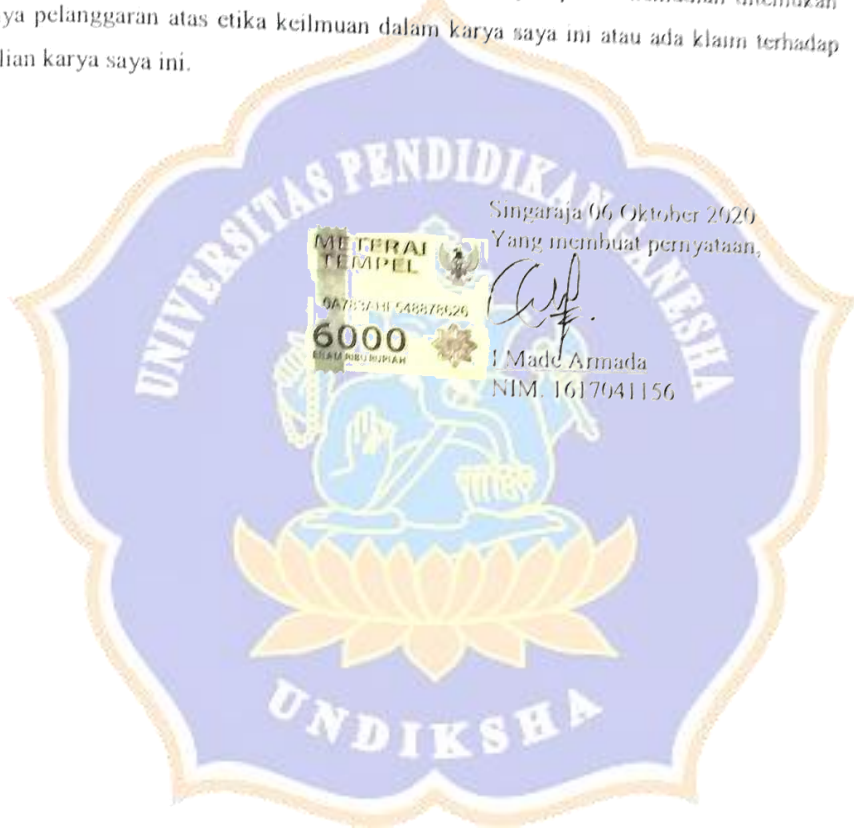 ditemukan
ya pelanggaran atas etika keilmuan dalam karya saya ini atau ada klaim terhadap
lian karya saya ini.
UNIVERSITAS PENDIDIKAN GANESHA
Singaraja 06 Oktober 2020
Yang membuat pernyataan,
METERAI
TEMPEL
6000
ENAM RIBU RUPIAH
I Made Armada
NIM. 1617041156
UNDIKSHA